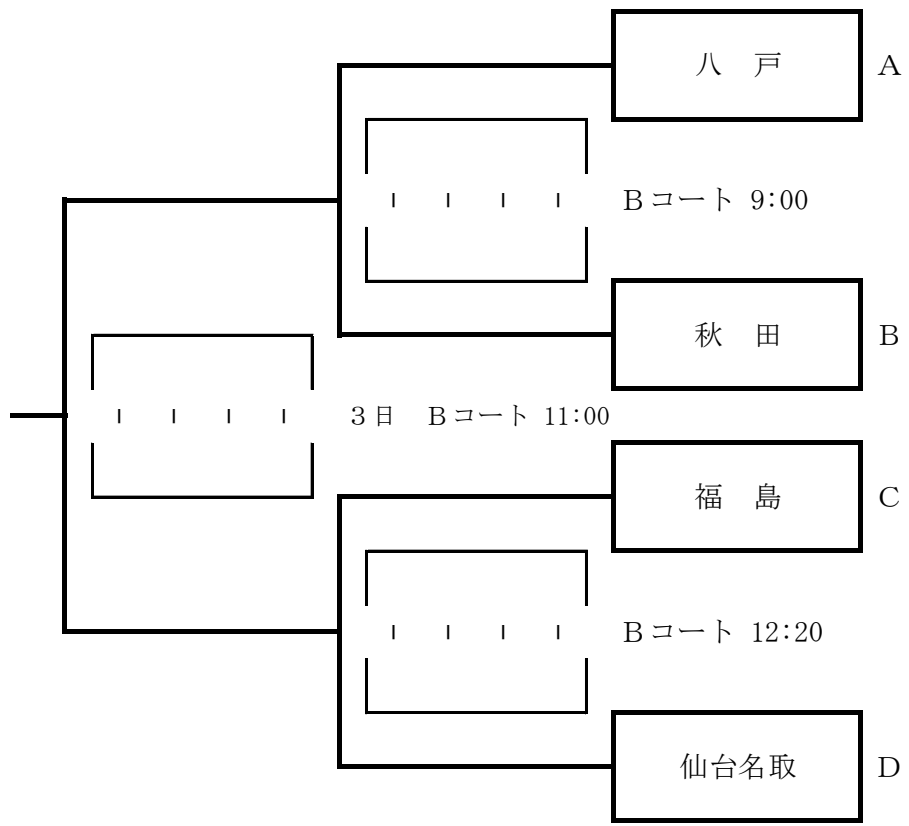 八　戸 A
Bコート 9:00
秋　田 B
3日　Bコート 11:00
福　島 C
Bコート 12:20
仙台名取 D